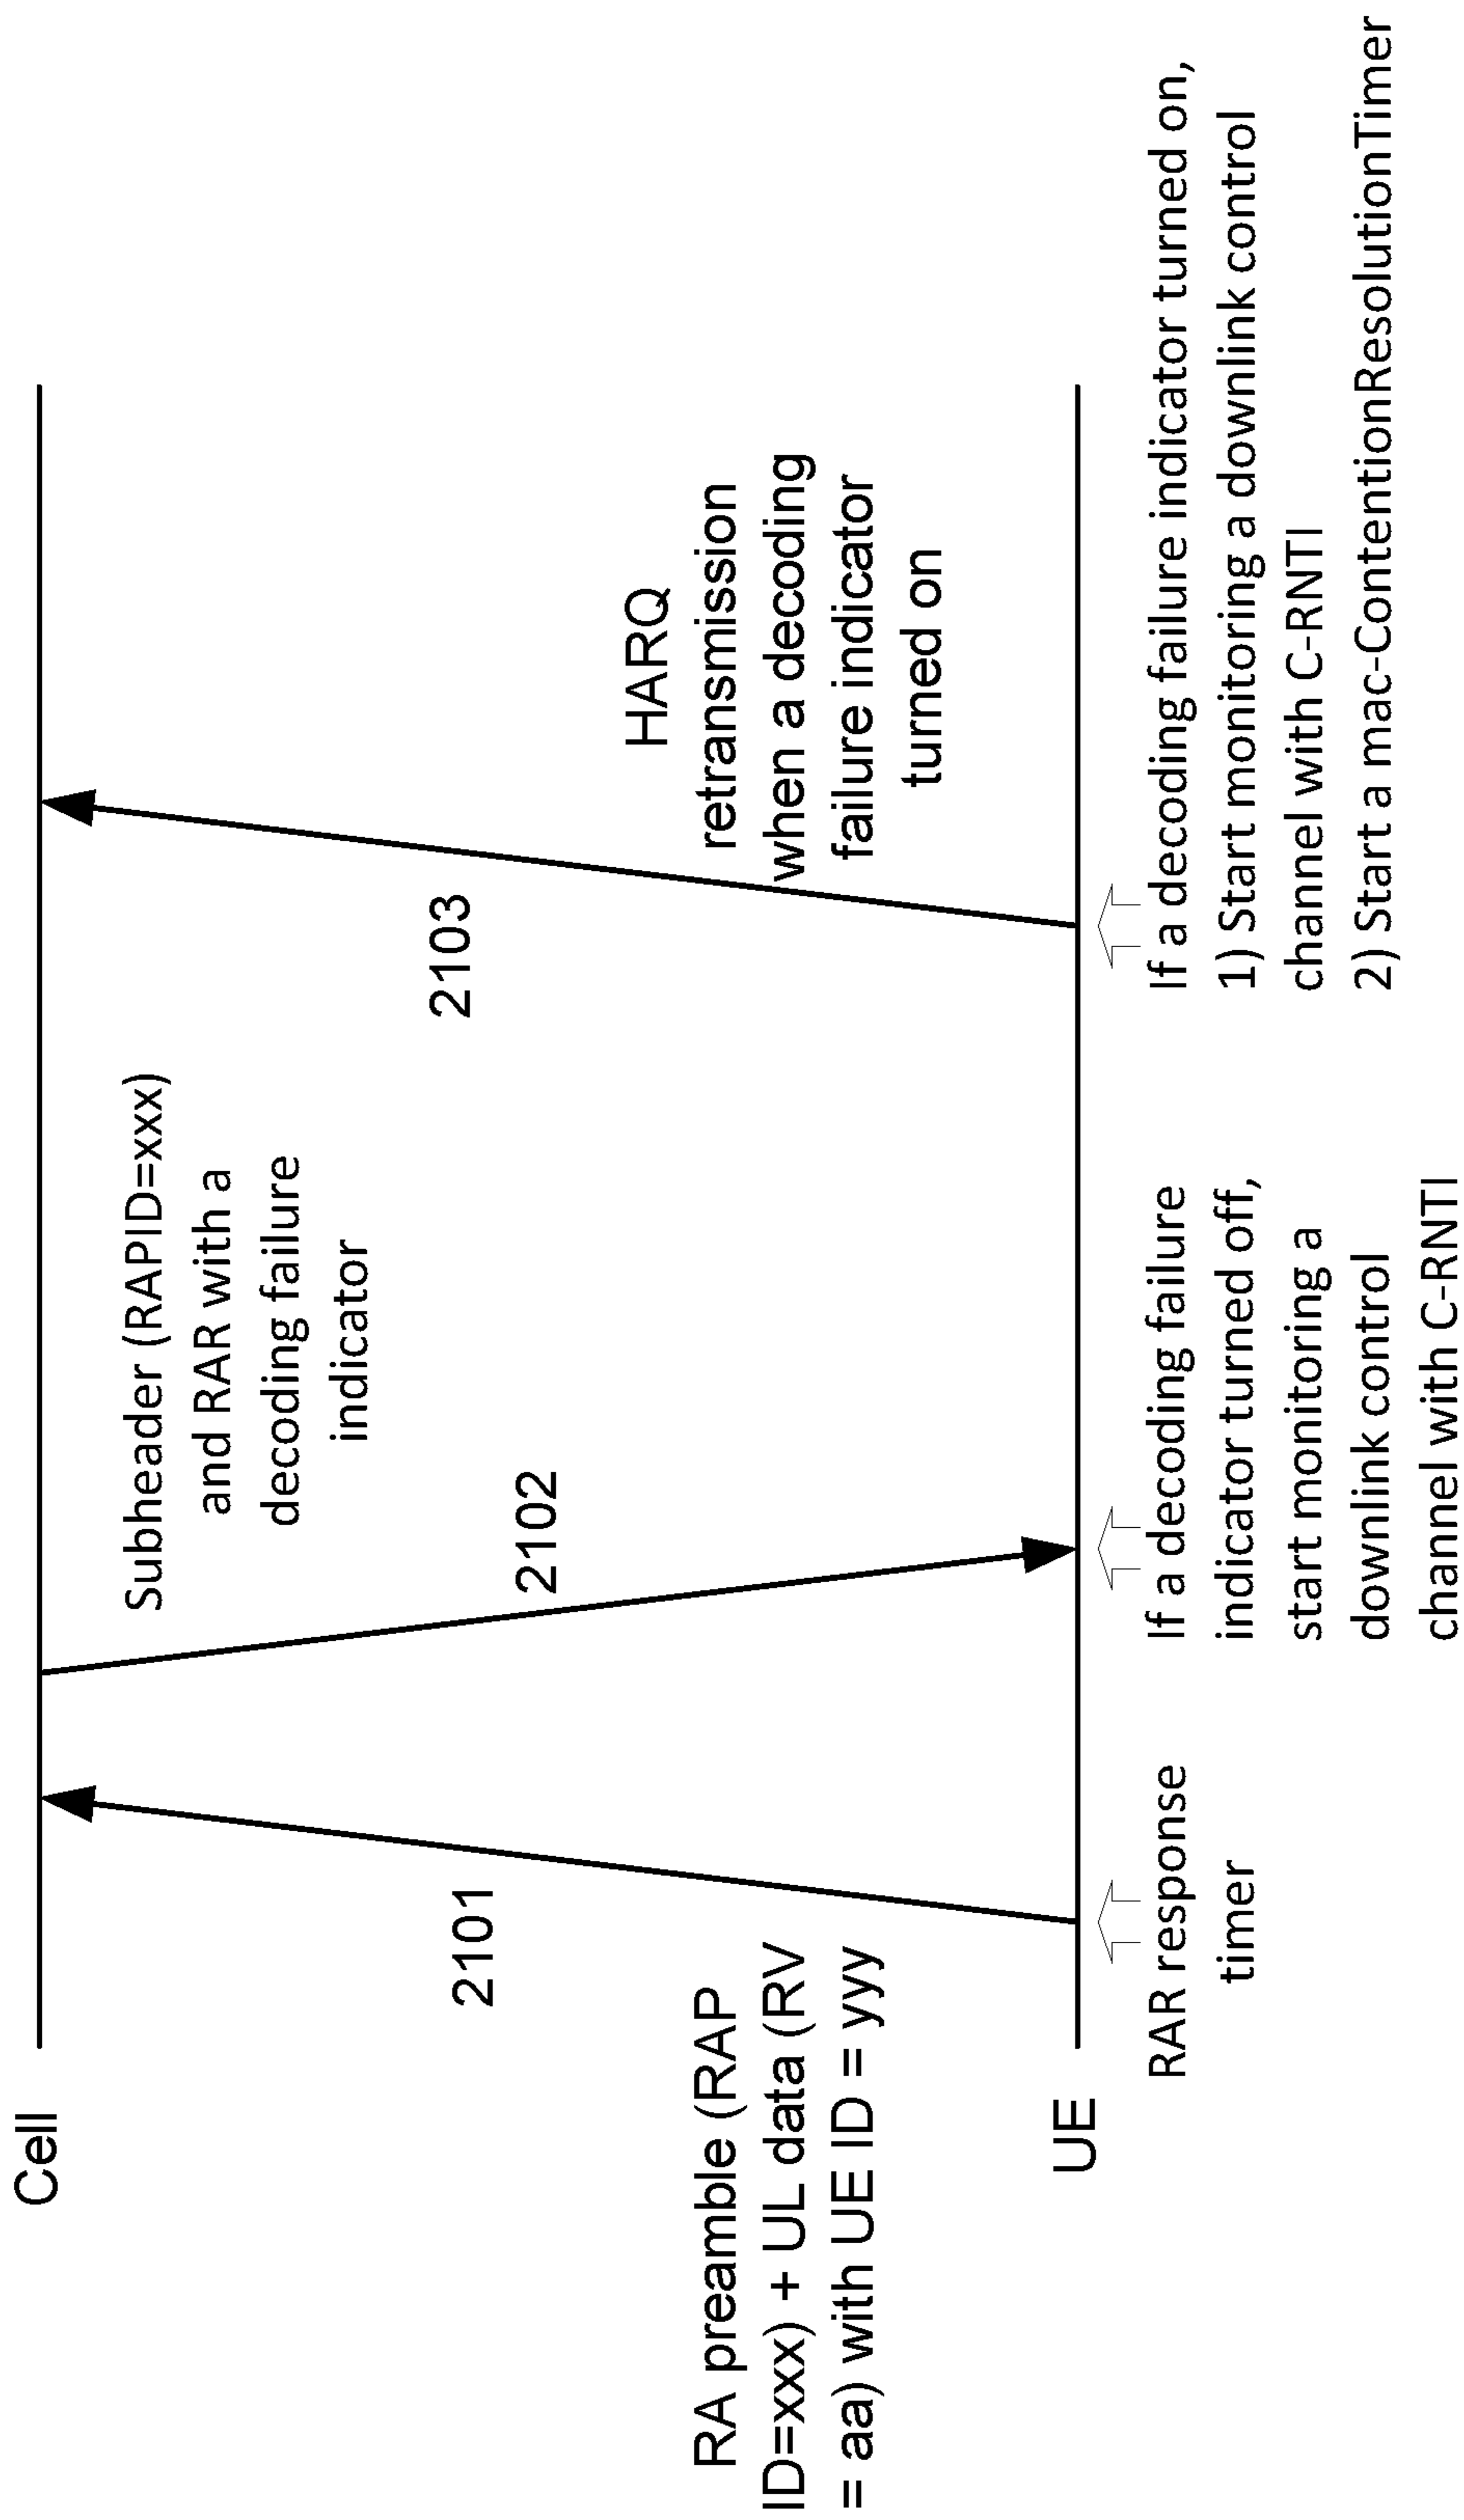 Cell
Subheader (RAPID=xxx)
and RAR with a
decoding failure
indicator
2101
2102
2103
RA preamble (RAP
ID=xxx) + UL data (RV
= aa) with UE ID = yyy
HARQ
retransmission
when a decoding
failure indicator
turned on
UE
RAR response
timer
If a decoding failure
indicator turned off,
start monitoring a
downlink control
channel with C-RNTI
If a decoding failure indicator turned on,
1) Start monitoring a downlink control
channel with C-RNTI
2) Start a mac-ContentionResolutionTimer